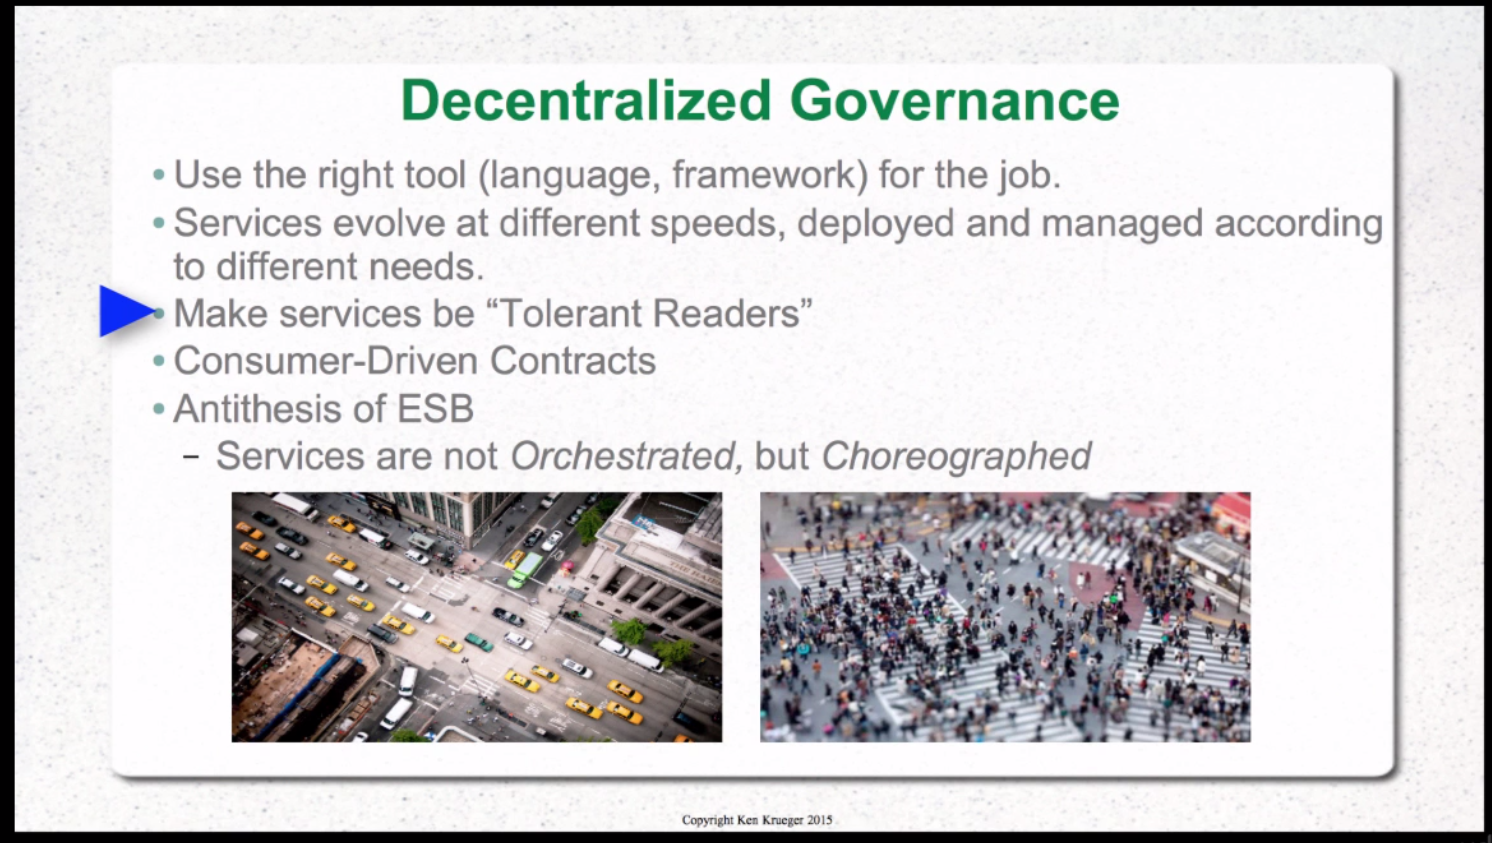 Decentralized Governance
• Use the right tool (language, framework) for the job.
• Services evolve at different speeds, deployed and managed according
to different needs.
• Make services be “Tolerant Readers”
• Consumer-Driven Contracts
• Antithesis of ESB
– Services are not Orchestrated, but Choreographed
Copyright Ken Krueger 2015